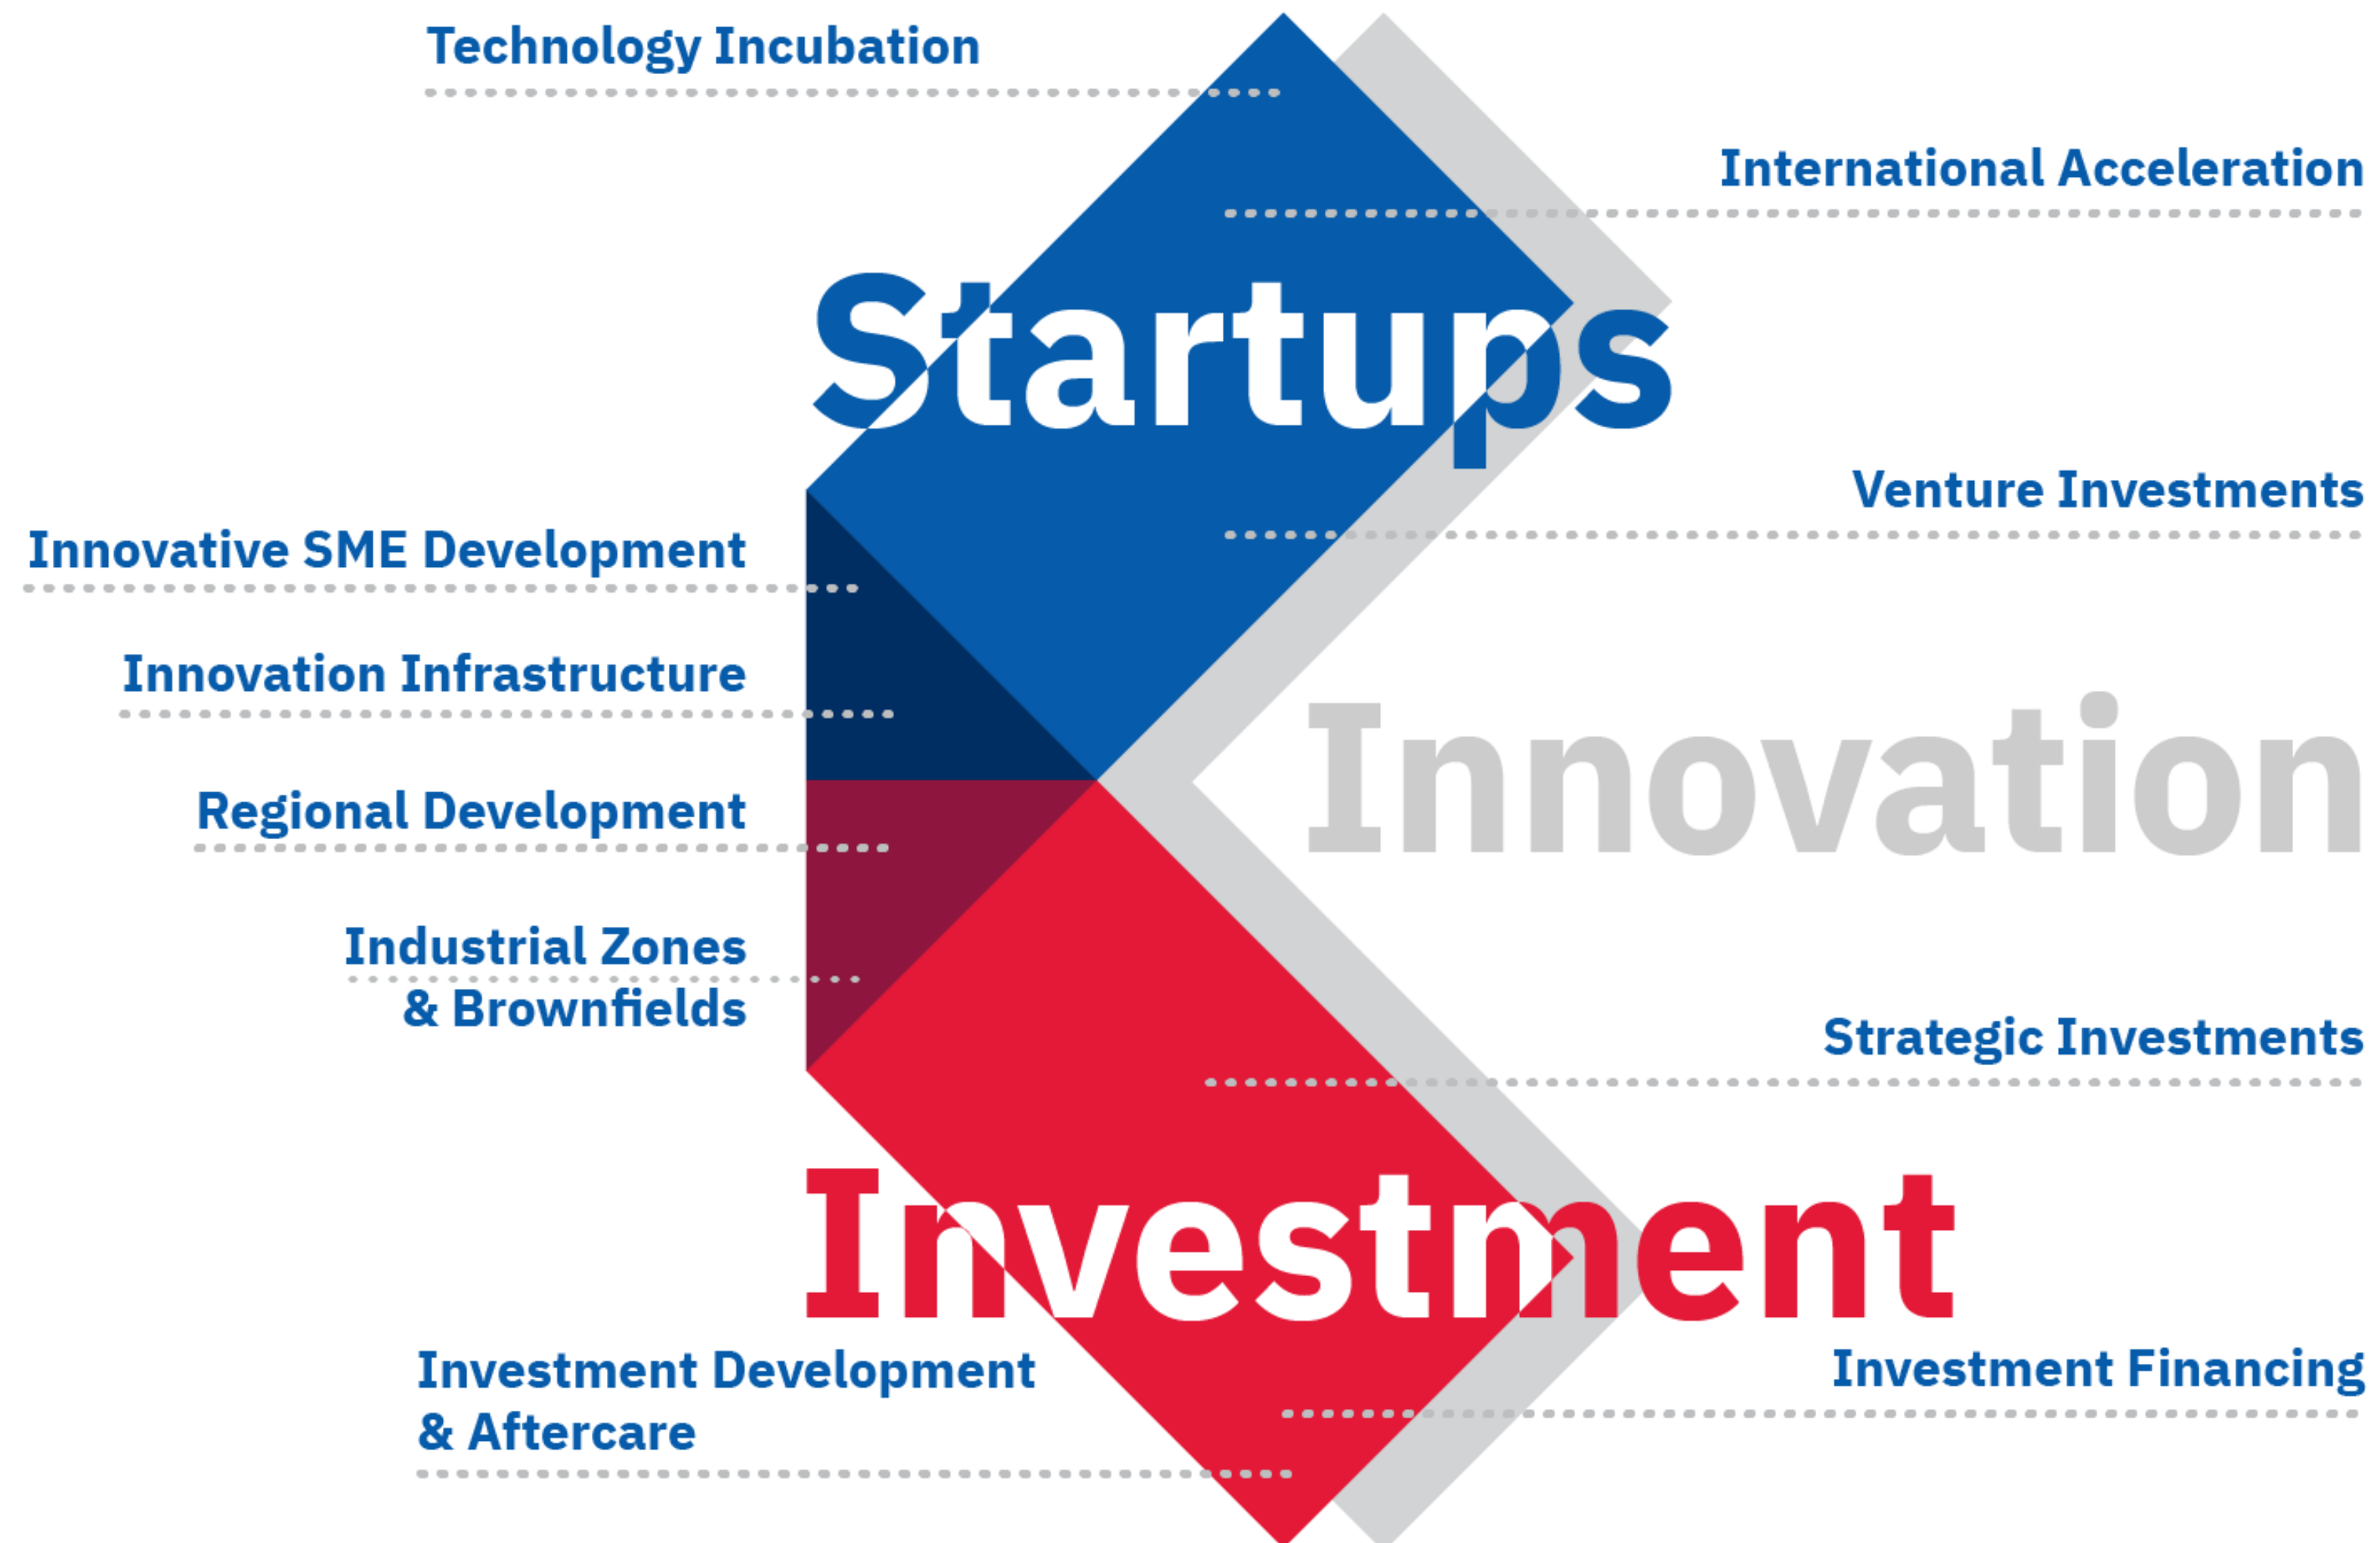 Technology Incubation
International Acceleration
Startups
Venture Investments
Innovative SME Development
Innovation Infrastructure
Innovation
Regional Development
Industrial Zones
& Brownfields
Strategic Investments
Investment
Investment Development
& Aftercare
Investment Financing